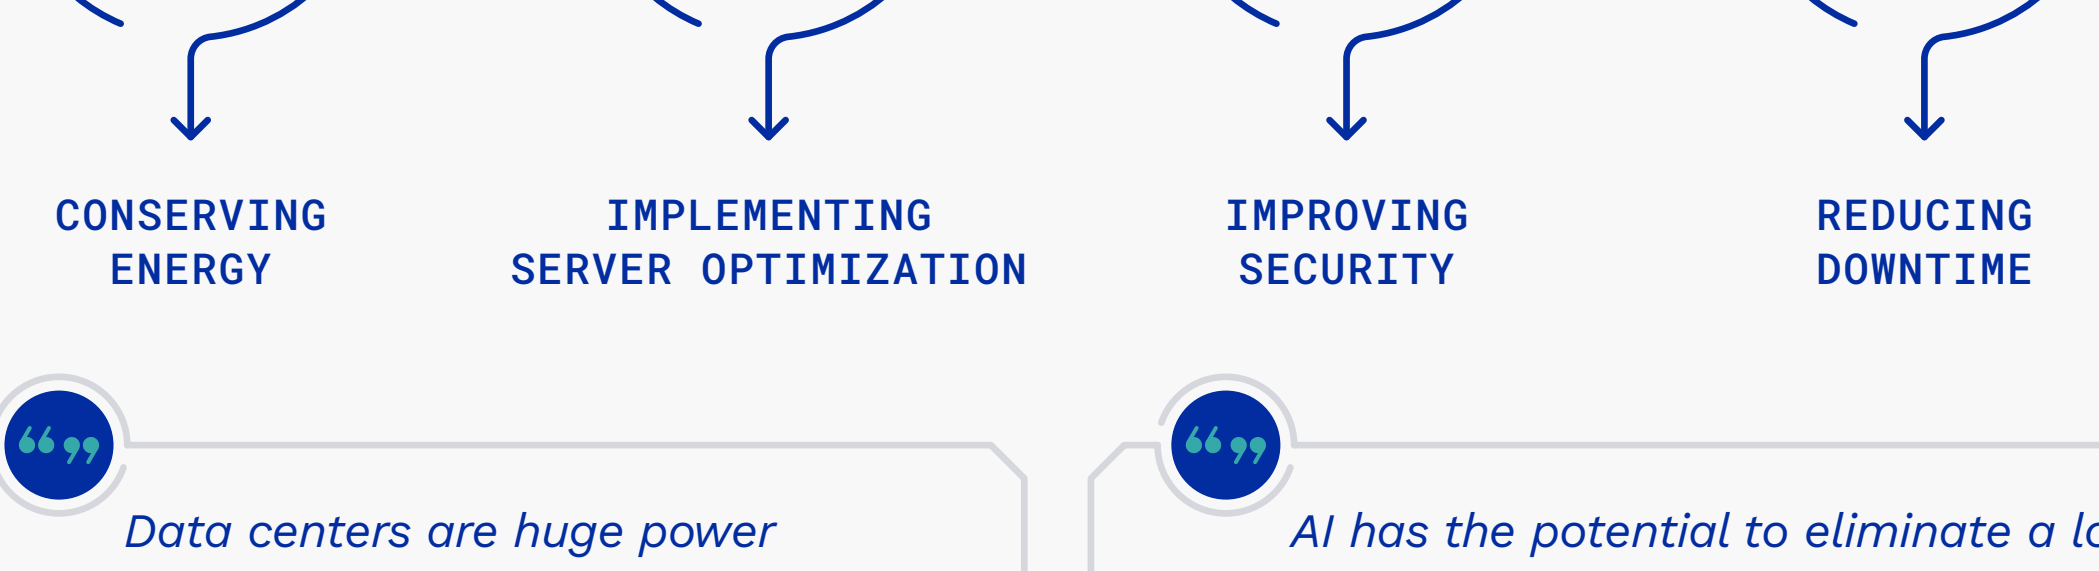 CONSERVING
ENERGY
IMPLEMENTING
SERVER OPTIMIZATION
IMPROVING
SECURITY
REDUCING
DOWNTIME
Data centers are huge power
AI has the potential to eliminate a